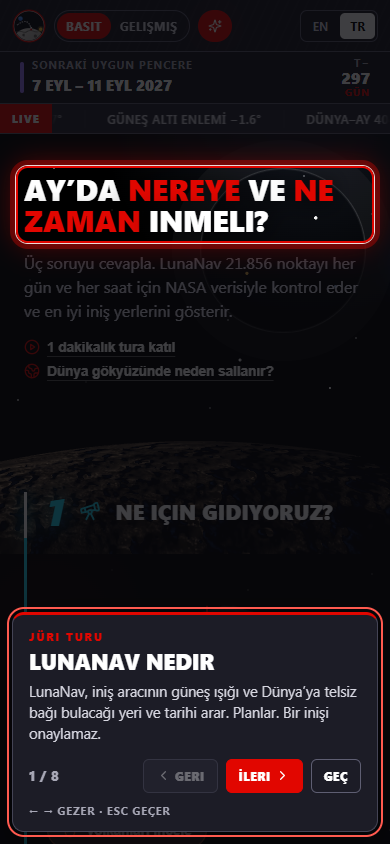 BASIT GELIŞMIŞ EN TR
SONRAKİ UYGUN PENCERE
7 EYL – 11 EYL 2027
T−
297
GÜN
LIVE GÜNEŞ ALTI ENLEMİ −1.6° DÜNYA–AY
AY’DA NEREYE VE NE
ZAMAN INMELI?
Üç soruyu cevapla. LunaNav 21.856 noktayı her
gün ve her saat için NASA verisiyle kontrol eder
ve en iyi iniş yerlerini gösterir.
1 dakikalık tura katıl
Dünya gökyüzünde neden sallanır?
1 NE IÇIN GIDIYORUZ?
JÜRI TURU
LUNANAV NEDIR
LunaNav, iniş aracının güneş ışığı ve Dünya’ya telsiz
bağı bulacağı yeri ve tarihi arar. Planlar. Bir inişi
onaylamaz.
1 / 8 GERI İLERI GEÇ
← → GEZER · ESC GEÇER